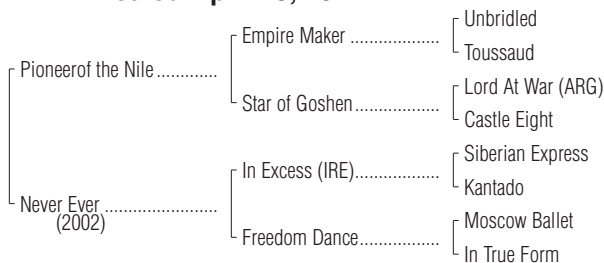 Unbridled
Empire Maker ...................
Toussaud
Pioneerof the Nile .............
Lord At War (ARG)
Star of Goshen..................
Castle Eight
Siberian Express
In Excess (IRE)..................
Kantado
Never Ever ........................
(2002)
Moscow Ballet
Freedom Dance.................
In True Form